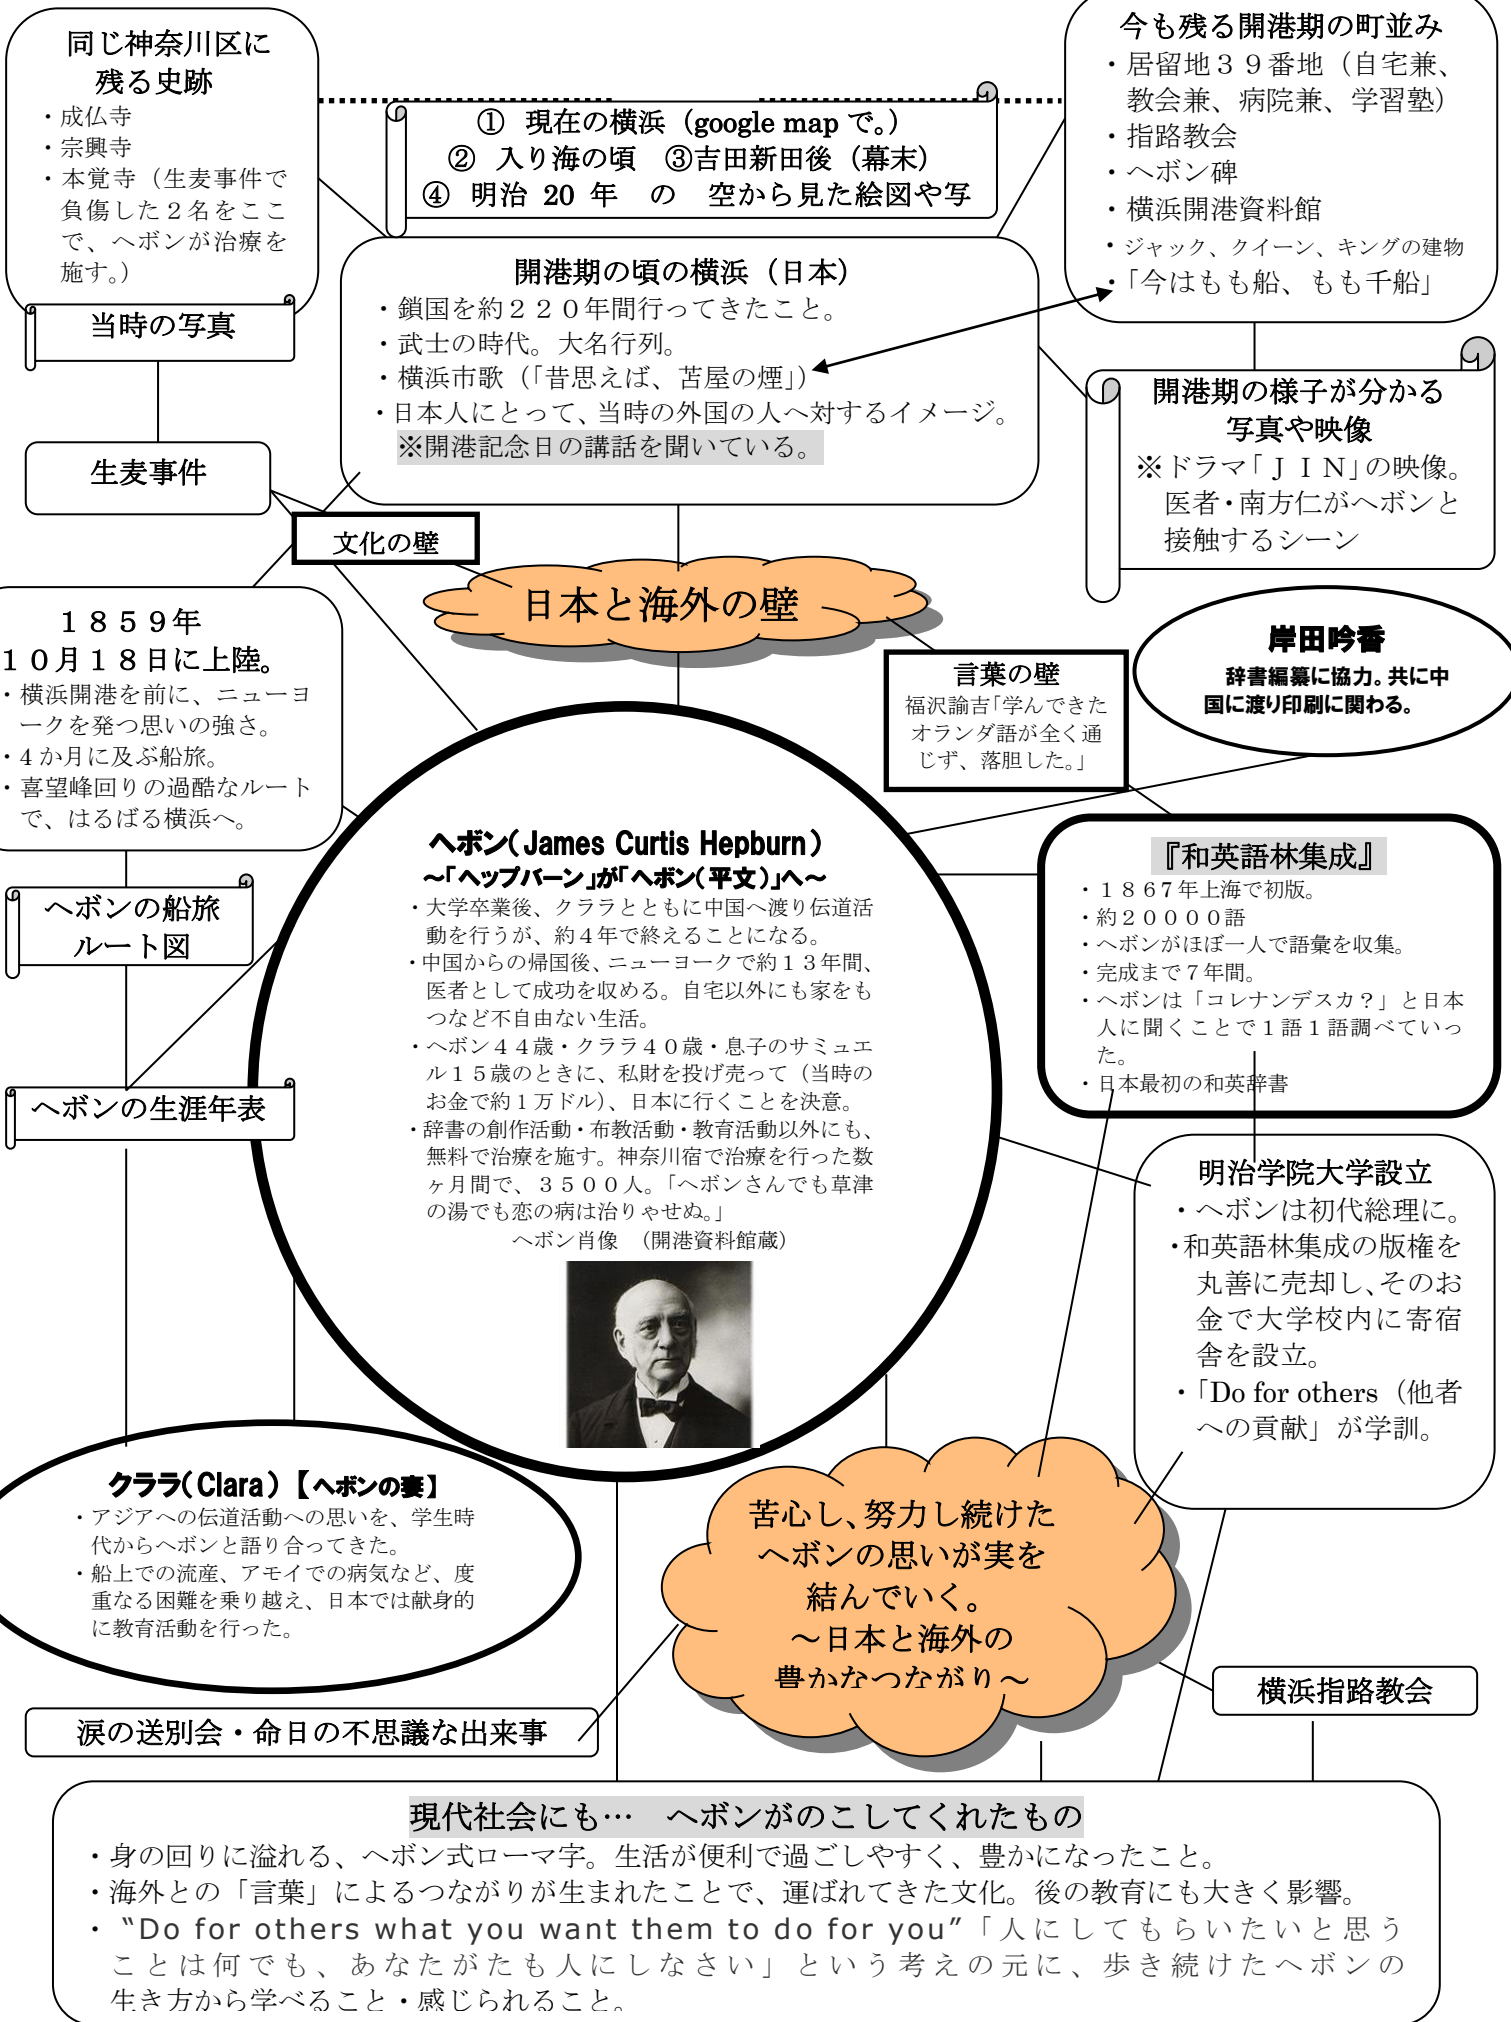 同じ神奈川区に
残る史跡
・成仏寺
・宗興寺
・本覚寺（生麦事件で
負傷した２名をここ
で、ヘボンが治療を
施す。）
当時の写真
生麦事件
① 現在の横浜（google map で。）
② 入り海の頃　③吉田新田後（幕末）
④ 明治 20 年　の　空から見た絵図や写
今も残る開港期の町並み
・居留地３９番地（自宅兼、
教会兼、病院兼、学習塾）
・指路教会
・ヘボン碑
・横浜開港資料館
・ジャック、クイーン、キングの建物
・「今はもも船、もも千船」
開港期の頃の横浜（日本）
・鎖国を約２２０年間行ってきたこと。
・武士の時代。大名行列。
・横浜市歌（「昔思えば、苫屋の煙」）
・日本人にとって、当時の外国の人へ対するイメージ。
※開港記念日の講話を聞いている。
開港期の様子が分かる
写真や映像
※ドラマ「ＪＩＮ」の映像。
医者・南方仁がヘボンと
接触するシーン
文化の壁
日本と海外の壁
言葉の壁
福沢諭吉「学んできた
オランダ語が全く通
じず、落胆した。」
岸田吟香
辞書編纂に協力。共に中
国に渡り印刷に関わる。
１８５９年
１０月１８日に上陸。
・横浜開港を前に、ニューヨ
ークを発つ思いの強さ。
・4 か月に及ぶ船旅。
・喜望峰回りの過酷なルート
で、はるばる横浜へ。
ヘボンの船旅
ルート図
ヘボンの生涯年表
ヘボン（James Curtis Hepburn）
～「ヘップバーン」が「ヘボン（平文）」へ～
・大学卒業後、クララとともに中国へ渡り伝道活
動を行うが、約４年で終えることになる。
・中国からの帰国後、ニューヨークで約１３年間、
医者として成功を収める。自宅以外にも家をも
つなど不自由ない生活。
・ヘボン４４歳・クララ４０歳・息子のサミュエ
ル１５歳のときに、私財を投げ売って（当時の
お金で約１万ドル）、日本に行くことを決意。
・辞書の創作活動・布教活動・教育活動以外にも、
無料で治療を施す。神奈川宿で治療を行った数
ヶ月間で、３５００人。「ヘボンさんでも草津
の湯でも恋の病は治りゃせぬ。」
ヘボン肖像　（開港資料館蔵）
『和英語林集成』
・１８６７年上海で初版。
・約２００００語
・ヘボンがほぼ一人で語彙を収集。
・完成まで７年間。
・ヘボンは「コレナンデスカ？」と日本
人に聞くことで１語１語調べていっ
た。
・日本最初の和英辞書
明治学院大学設立
・ヘボンは初代総理に。
・和英語林集成の版権を
丸善に売却し、そのお
金で大学校内に寄宿
舎を設立。
・「Do for others（他者
への貢献」が学訓。
クララ（Clara）【ヘボンの妻】
・アジアへの伝道活動への思いを、学生時
代からヘボンと語り合ってきた。
・船上での流産、アモイでの病気など、度
重なる困難を乗り越え、日本では献身的
に教育活動を行った。
苦心し、努力し続けた
ヘボンの思いが実を
結んでいく。
～日本と海外の
豊かなつながり～
横浜指路教会
涙の送別会・命日の不思議な出来事
現代社会にも…　ヘボンがのこしてくれたもの
・身の回りに溢れる、ヘボン式ローマ字。生活が便利で過ごしやすく、豊かになったこと。
・海外との「言葉」によるつながりが生まれたことで、運ばれてきた文化。後の教育にも大きく影響。
・ “Do for others what you want them to do for you”「人にしてもらいたいと思う
ことは何でも、あなたがたも人にしなさい」という考えの元に、歩き続けたヘボンの
生き方から学べること・感じられること。